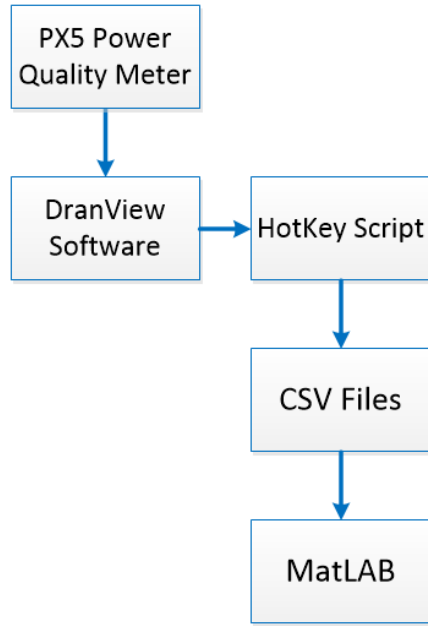 PX5 Power
Quality Meter
DranView
Software
HotKey Script
CSV Files
MatLAB